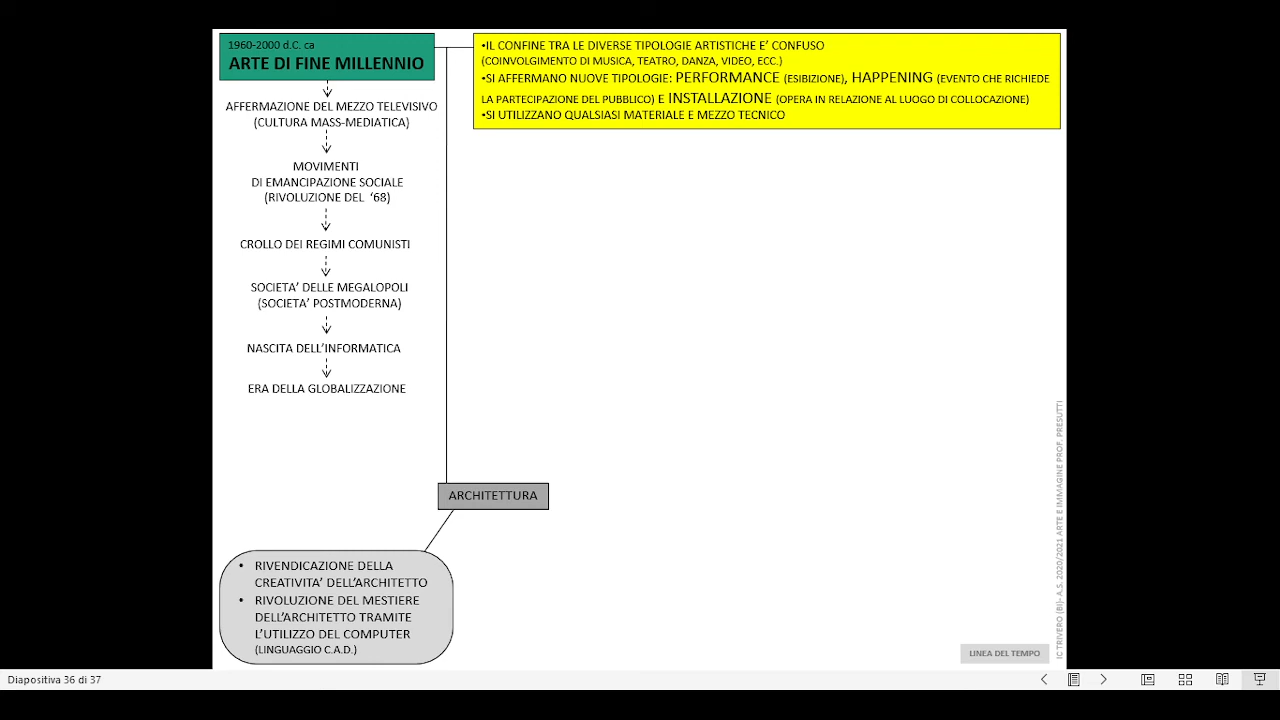 1960-2000 d.C. ca
ARTE DI FINE MILLENNIO
AFFERMAZIONE DEL MEZZO TELEVISIVO
(CULTURA MASS-MEDIATICA)
MOVIMENTI
DI EMANCIPAZIONE SOCIALE
(RIVOLUZIONE DEL ‘68)
CROLLO DEI REGIMI COMUNISTI
SOCIETA’ DELLE MEGALOPOLI
(SOCIETA’ POSTMODERNA)
NASCITA DELL’INFORMATICA
ERA DELLA GLOBALIZZAZIONE
•IL CONFINE TRA LE DIVERSE TIPOLOGIE ARTISTICHE E’ CONFUSO
(COINVOLGIMENTO DI MUSICA, TEATRO, DANZA, VIDEO, ECC.)
•SI AFFERMANO NUOVE TIPOLOGIE: PERFORMANCE (ESIBIZIONE), HAPPENING (EVENTO CHE RICHIEDE
LA PARTECIPAZIONE DEL PUBBLICO) E INSTALLAZIONE (OPERA IN RELAZIONE AL LUOGO DI COLLOCAZIONE)
•SI UTILIZZANO QUALSIASI MATERIALE E MEZZO TECNICO
ARCHITETTURA
• RIVENDICAZIONE DELLA
CREATIVITA’ DELL’ARCHITETTO
• RIVOLUZIONE DEL MESTIERE
DELL’ARCHITETTO TRAMITE
L’UTILIZZO DEL COMPUTER
(LINGUAGGIO C.A.D.)
IC TRIVERO (BI)- A.S. 2020/2021 ARTE E IMMAGINE PROF. PRESUTTI
LINEA DEL TEMPO
Diapositiva 36 di 37